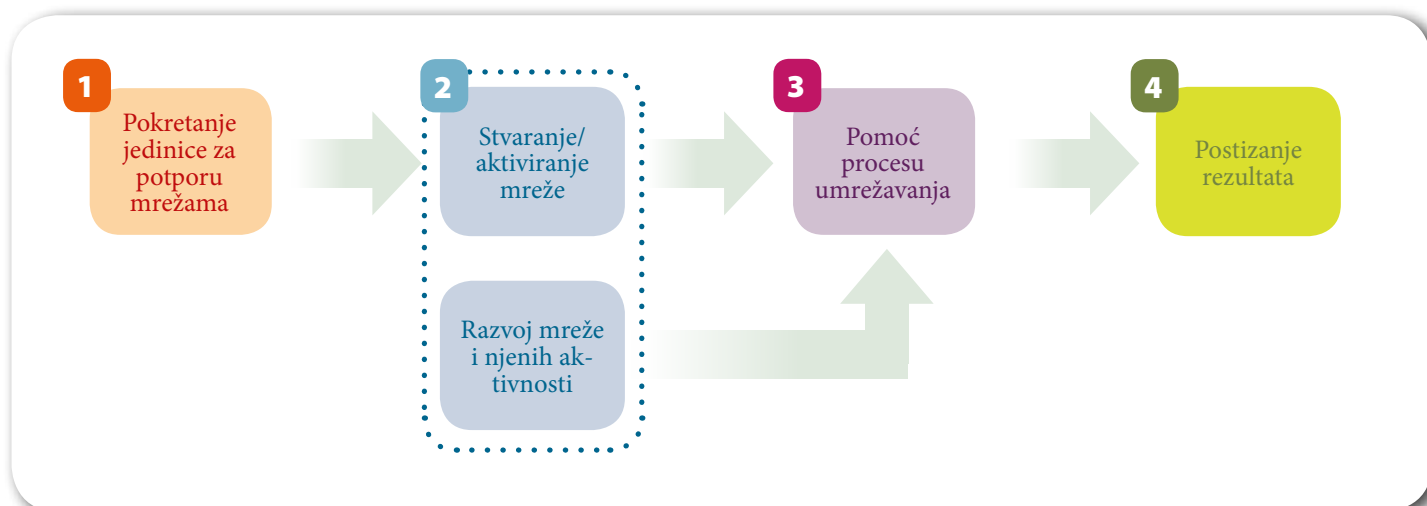 1
Pokretanje
jedinice za
potporu
mrežama
2
Stvaranje/
aktiviranje
mreže
Razvoj mreže
i njenih ak-
tivnosti
3
Pomoć
procesu
umrežavanja
4
Postizanje
rezultata